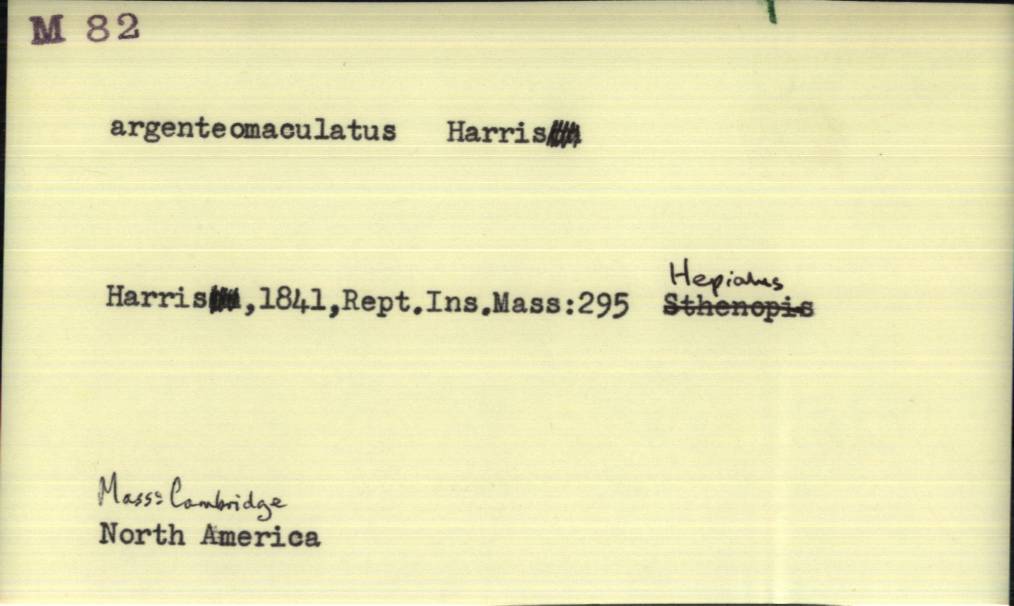 M 82
argenteomaculatus Harris
Hepialus
Harris,1841,Rept.Ins.Mass:295 Sthenopis
Mass: Cambridge
North America